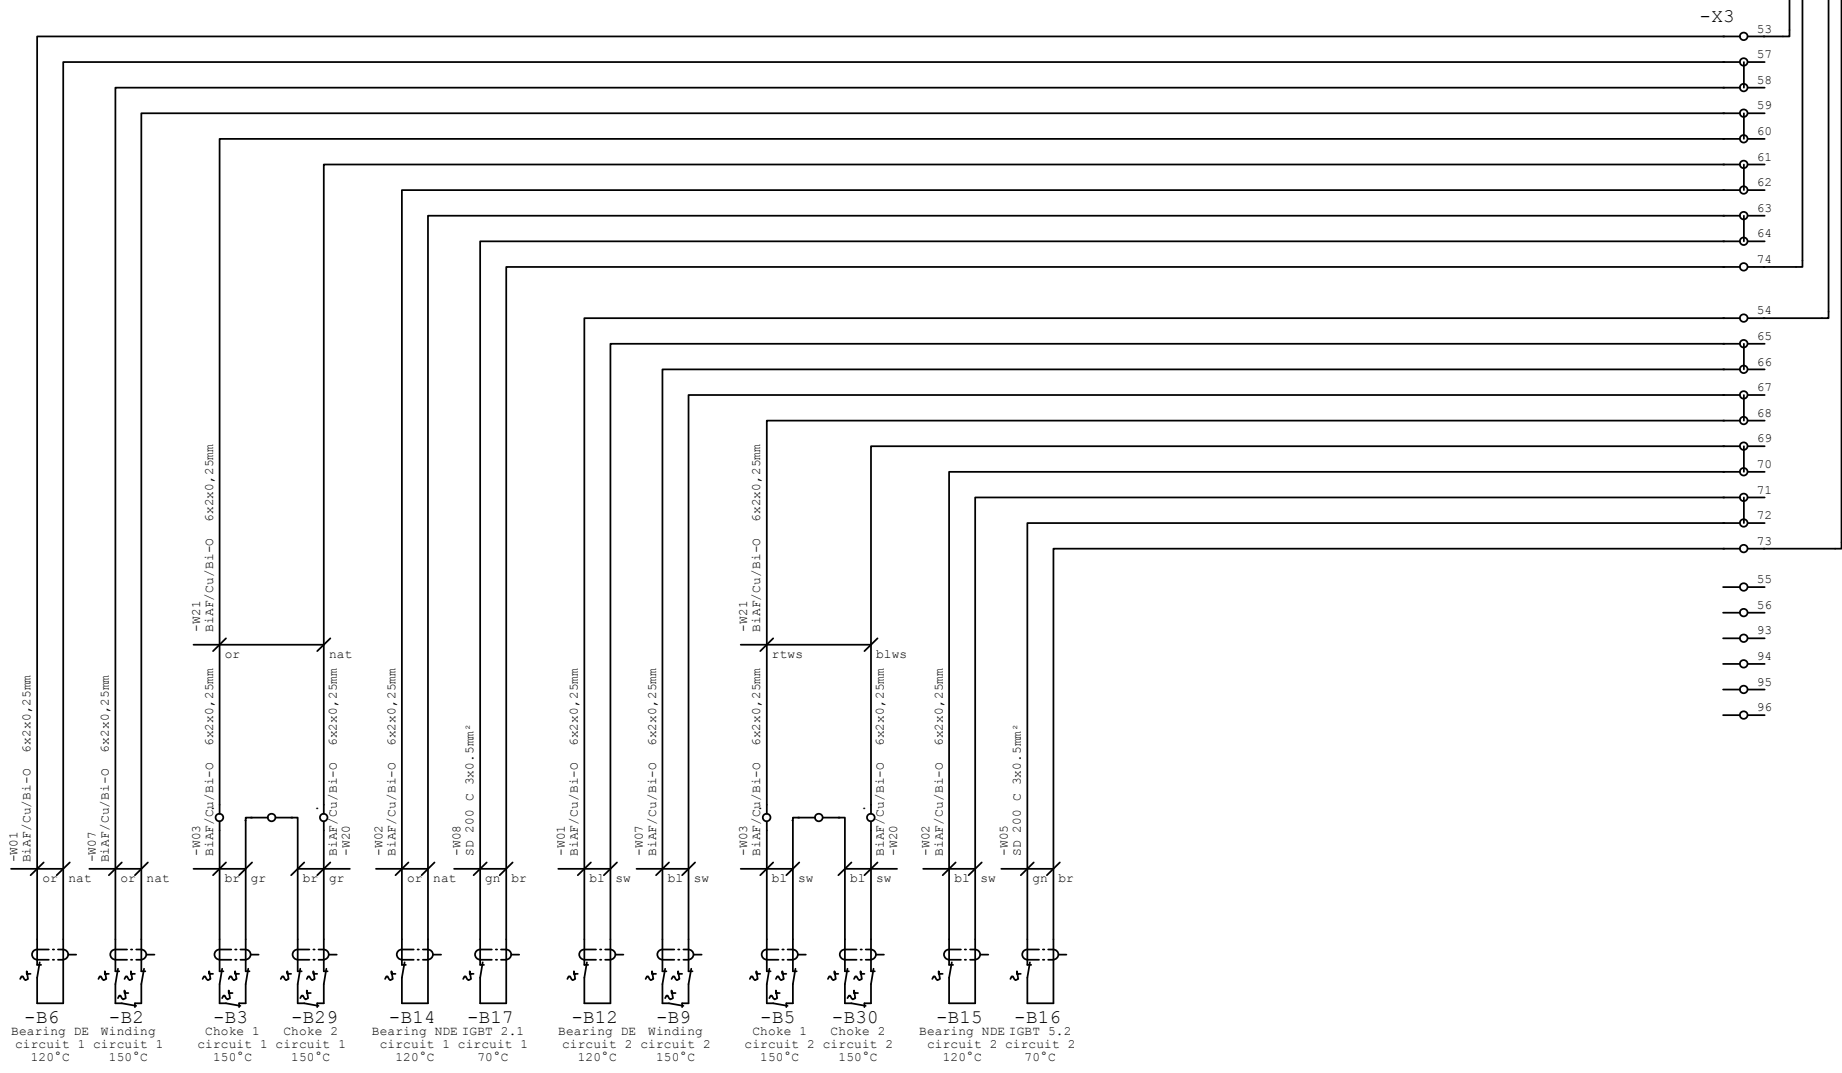 -X3
53
57
58
59
60
61
62
63
64
74
54
65
66
67
68
69
70
71
72
73
55
56
93
94
95
96
-W21
BiAF/Cu/Bi-O 6x2x0,25mm
or
nat
-W21
BiAF/Cu/Bi-O 6x2x0,25mm
rtws
blws
-W01
BiAF/Cu/Bi-O 6x2x0,25mm
or nat
-W07
BiAF/Cu/Bi-O 6x2x0,25mm
or nat
-W03
BiAF/Cu/Bi-O 6x2x0,25mm
br gr
BiAF/Cu/Bi-O 6x2x0,25mm
-W20
br gr
-W02
BiAF/Cu/Bi-O 6x2x0,25mm
or nat
-W08
SD 200 C 3x0.5mm²
gn br
-W01
BiAF/Cu/Bi-O 6x2x0,25mm
bl sw
-W07
BiAF/Cu/Bi-O 6x2x0,25mm
bl sw
-W03
BiAF/Cu/Bi-O 6x2x0,25mm
bl sw
BiAF/Cu/Bi-O 6x2x0,25mm
-W20
bl sw
-W02
BiAF/Cu/Bi-O 6x2x0,25mm
bl sw
-W05
SD 200 C 3x0.5mm²
gn br
-B6
Bearing DE
circuit 1
120°C
-B2
Winding
circuit 1
150°C
-B3
Choke 1
circuit 1
150°C
-B29
Choke 2
circuit 1
150°C
-B14
Bearing NDE
circuit 1
120°C
-B17
IGBT 2.1
circuit 1
70°C
-B12
Bearing DE
circuit 2
120°C
-B9
Winding
circuit 2
150°C
-B5
Choke 1
circuit 2
150°C
-B30
Choke 2
circuit 2
150°C
-B15
Bearing NDE
circuit 2
120°C
-B16
IGBT 5.2
circuit 2
70°C